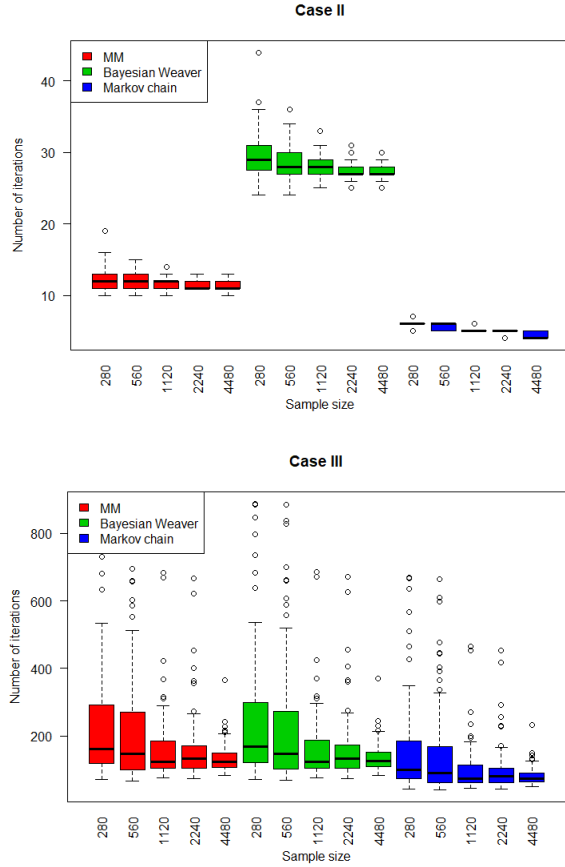 Case II
MM
Bayesian Weaver
Markov chain
Number of iterations
40
30
20
10
280 560 1120 2240 4480 280 560 1120 2240 4480 280 560 1120 2240 4480
Sample size
Case III
MM
Bayesian Weaver
Markov chain
Number of iterations
800
600
400
200
280 560 1120 2240 4480 280 560 1120 2240 4480 280 560 1120 2240 4480
Sample size